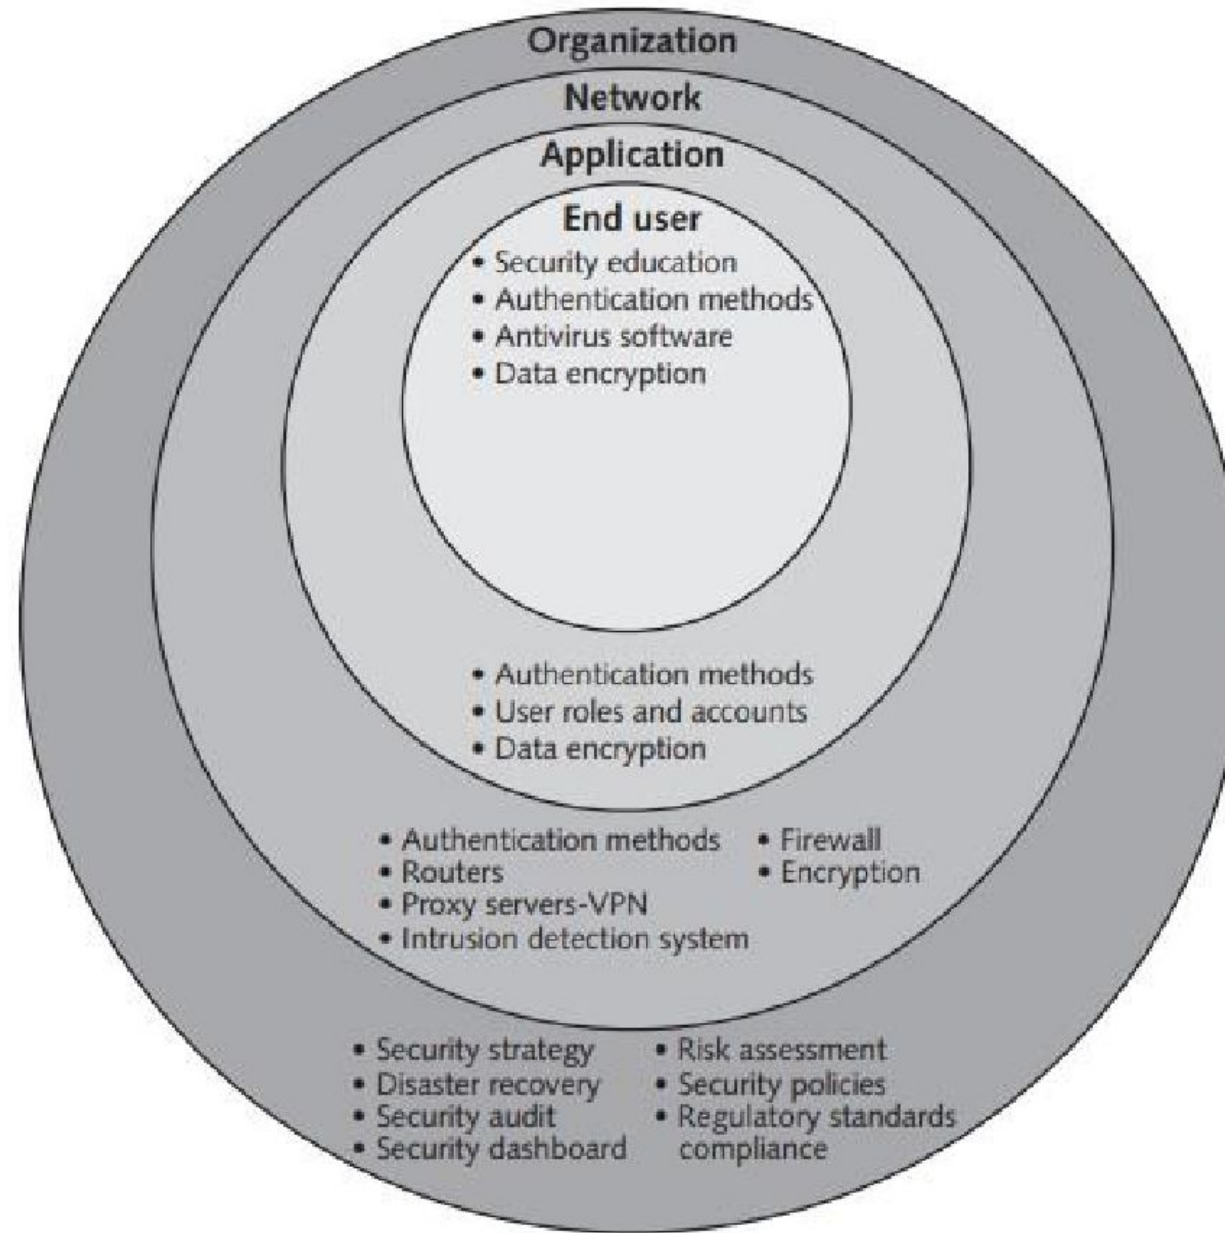 Organization
Network
Application
End user
• Security education
• Authentication methods
• Antivirus software
• Data encryption
• Authentication methods
• User roles and accounts
• Data encryption
• Authentication methods
• Routers
• Proxy servers-VPN
• Intrusion detection system
• Firewall
• Encryption
• Security strategy
• Disaster recovery
• Security audit
• Security dashboard
• Risk assessment
• Security policies
• Regulatory standards
compliance